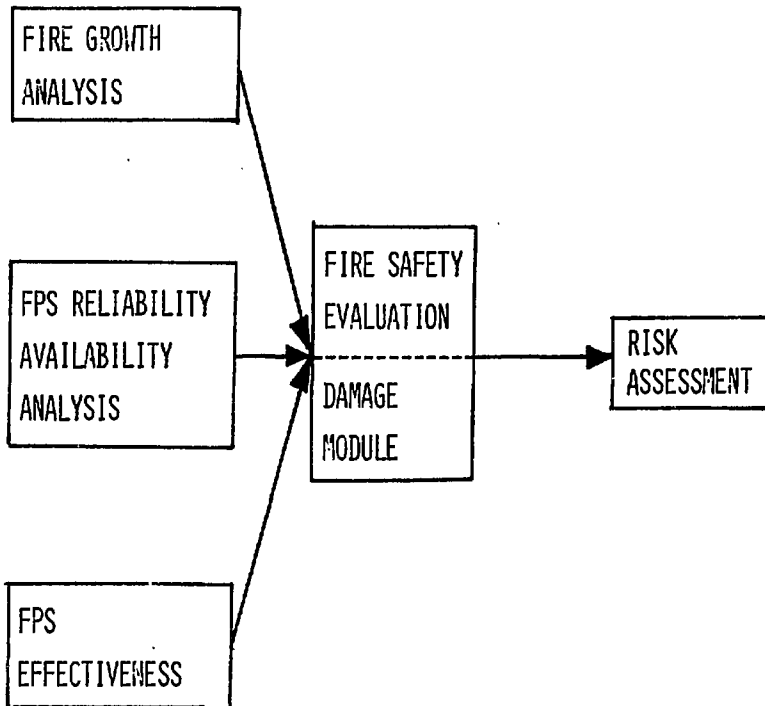 FIRE GROWTH
ANALYSIS
FPS RELIABILITY
AVAILABILITY
ANALYSIS
FPS
EFFECTIVENESS
FIRE SAFETY
EVALUATION
DAMAGE
MODULE
RISK
ASSESSMENT